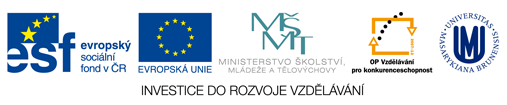 esf evropský sociální fond v ČR
EVROPSKÁ UNIE
MŠMT
MINISTERSTVO ŠKOLSTVÍ,
MLÁDEŽE A TĚLOVÝCHOVY
OP Vzdělávání
pro konkurenceschopnost
UNIVERSITAS MASARYKIANA BRUNENSIS
INVESTICE DO ROZVOJE VZDĚLÁVÁNÍ